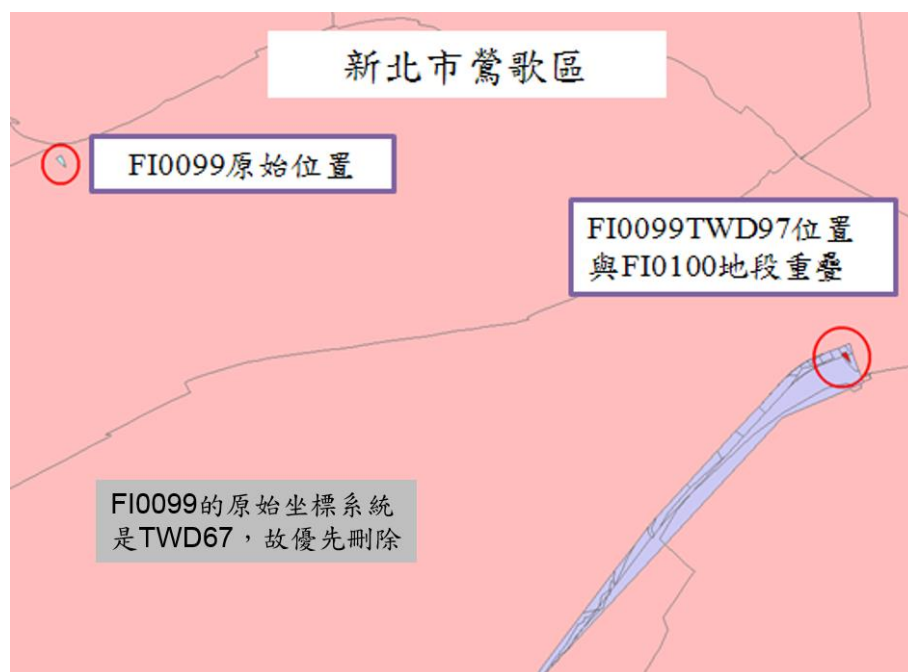 新北市鶯歌區
FI0099原始位置
FI0099TWD97位置
與FI0100地段重疊
FI0099的原始坐標系統
是TWD67，故優先刪除